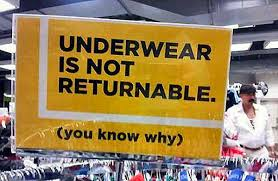 UNDERWEAR
IS NOT
RETURNABLE.
(you know why)